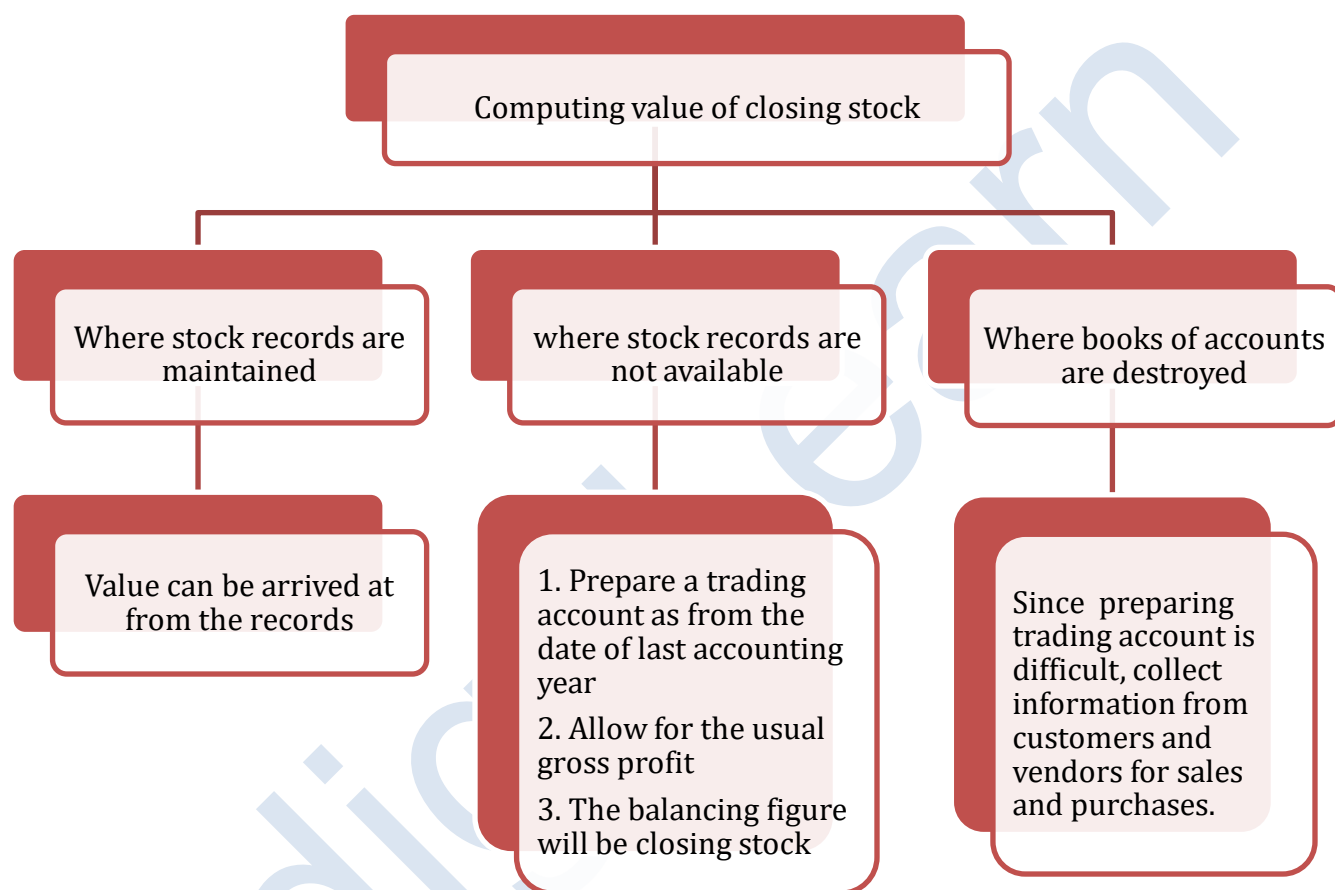 Computing value of closing stock
Where stock records are
maintained
where stock records are
not available
Where books of accounts
are destroyed
Value can be arrived at
from the records
1. Prepare a trading
account as from the
date of last accounting
year
2. Allow for the usual
gross profit
3. The balancing figure
will be closing stock
Since preparing
trading account is
difficult, collect
information from
customers and
vendors for sales
and purchases.